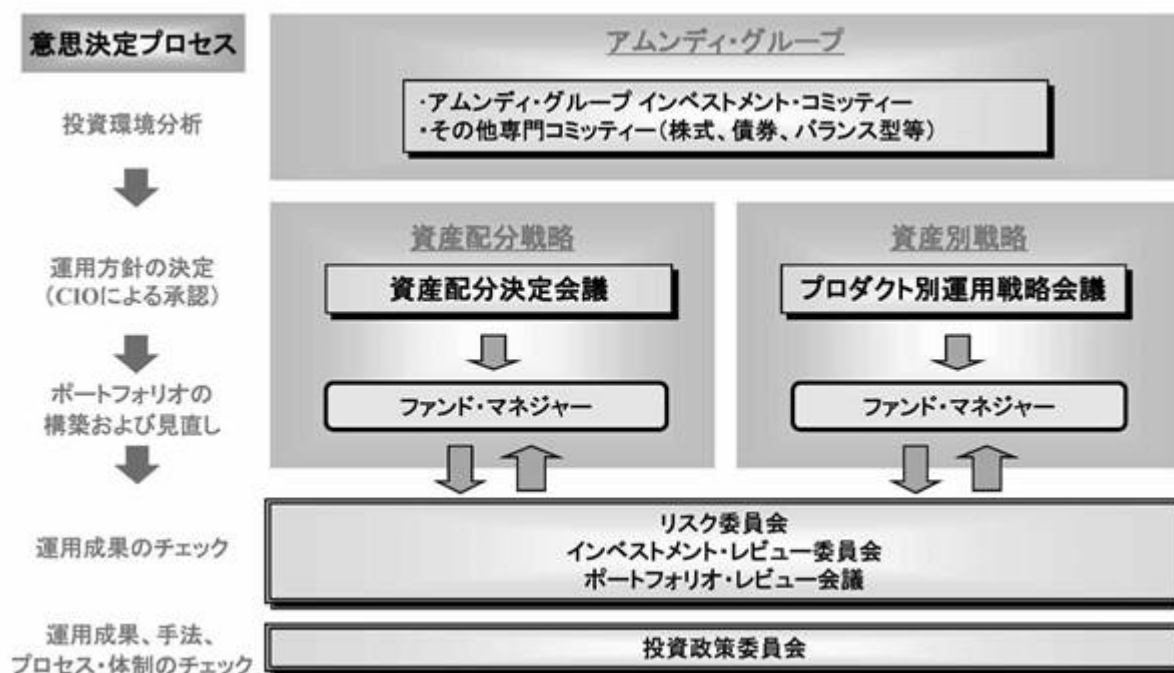 意思決定プロセス
アムンディ・グループ
投資環境分析
・アムンディ・グループ インベストメント・コミッティー
・その他専門コミッティー(株式、債券、バランス型等)
運用方針の決定
(CIOによる承認)
資産配分戦略
資産配分決定会議
資産別戦略
プロダクト別運用戦略会議
ポートフォリオの
構築および見直し
ファンド・マネジャー
ファンド・マネジャー
運用成果のチェック
リスク委員会
インベストメント・レビュー委員会
ポートフォリオ・レビュー会議
運用成果、手法、
プロセス・体制のチェック
投資政策委員会